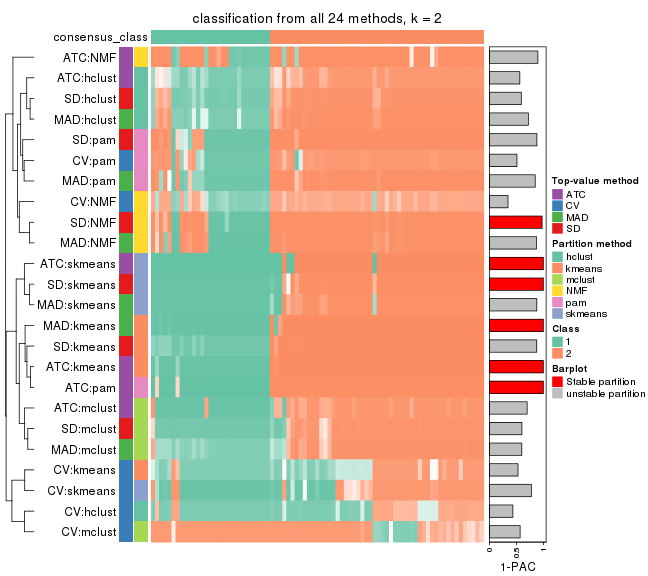 classification from all 24 methods, k = 2
consensus_class
ATC:NMF
ATC:hclust
SD:hclust
MAD:hclust
SD:pam
CV:pam
MAD:pam
CV:NMF
SD:NMF
MAD:NMF
ATC:skmeans
SD:skmeans
MAD:skmeans
MAD:kmeans
SD:kmeans
ATC:kmeans
ATC:pam
ATC:mclust
SD:mclust
MAD:mclust
CV:kmeans
CV:skmeans
CV:hclust
CV:mclust
0
0.5
1
1-PAC
Top-value method
ATC
CV
MAD
SD
Partition method
hclust
kmeans
mclust
NMF
pam
skmeans
Class
1
2
Barplot
Stable partition
unstable partition